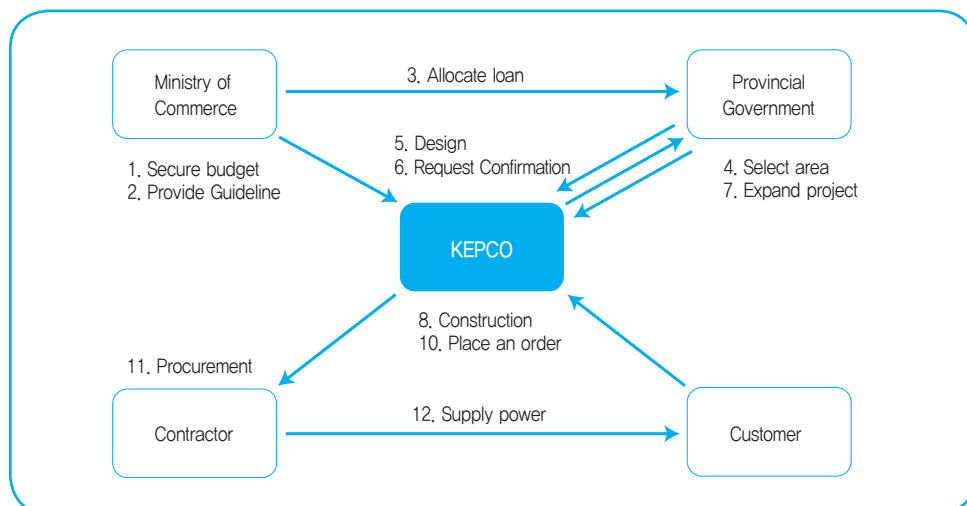 Ministry of
Commerce
3. Allocate loan
Provincial
Government
1. Secure budget
2. Provide Guideline
5. Design
6. Request Confirmation
4. Select area
7. Expand project
KEPCO
8. Construction
10. Place an order
11. Procurement
Contractor
12. Supply power
Customer